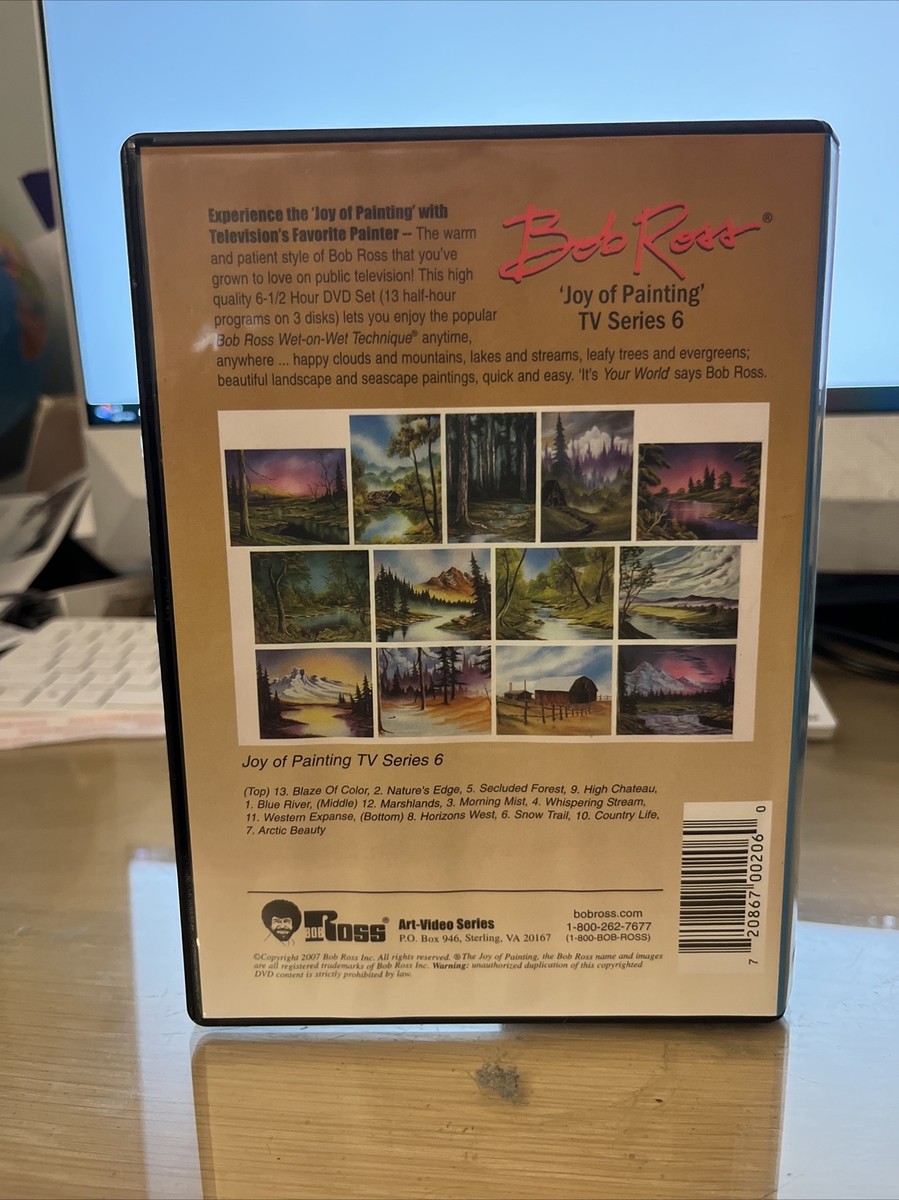 Experience the 'Joy of Painting' with
Television's Favorite Painter – The warm
and patient style of Bob Ross that you've
grown to love on public television! This high
quality 6-1/2 Hour DVD Set (13 half-hour
programs on 3 disks) lets you enjoy the popular
Bob Ross Wet-on-Wet Technique® anytime,
anywhere ... happy clouds and mountains, lakes and streams, leafy trees and evergreens;
beautiful landscape and seascape paintings, quick and easy. 'It's Your World' says Bob Ross.
Bob Ross®
'Joy of Painting'
TV Series 6
Joy of Painting TV Series 6
(Top) 13. Blaze Of Color, 2. Nature's Edge, 5. Secluded Forest, 9. High Chateau,
1. Blue River, (Middle) 12. Marshlands, 3. Morning Mist, 4. Whispering Stream,
11. Western Expanse, (Bottom) 8. Horizons West, 6. Snow Trail, 10. Country Life,
7. Arctic Beauty
BOB Ross®
Art-Video Series
P.O. Box 946, Sterling, VA 20167
bobross.com
1-800-262-7677
(1-800-BOB-ROSS)
©Copyright 2007 Bob Ross Inc. All rights reserved. ®The Joy of Painting, the Bob Ross name and images
are all registered trademarks of Bob Ross Inc. Warning: unauthorized duplication of this copyrighted
DVD content is strictly prohibited by law.
7 20867 00206 0